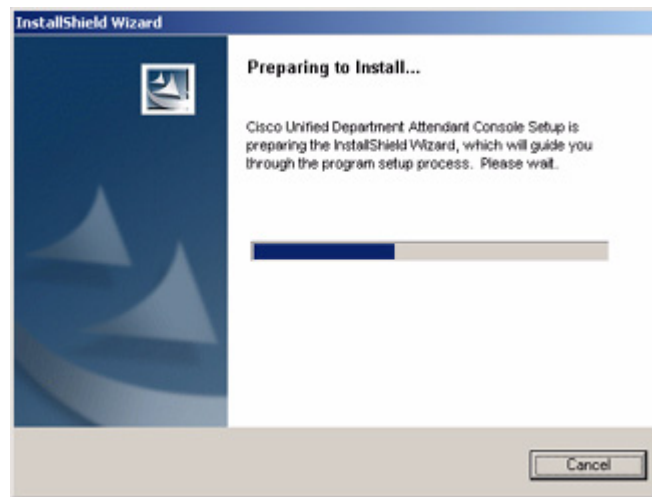 InstallShield Wizard
Preparing to Install...
Cisco Unified Department Attendant Console Setup is
preparing the InstallShield Wizard, which will guide you
through the program setup process. Please wait.
Cancel